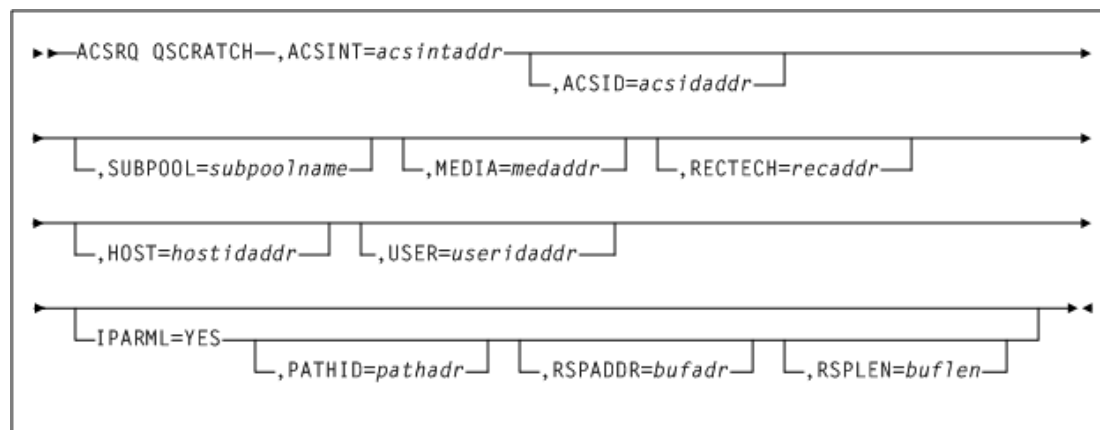 ACSRQ QSCRATCH ,ACSINT=acsintaddr
,ACSID=acsidaddr
,SUBPOOL=subpoolname ,MEDIA=medaddr ,RECTECH=recaddr
,HOST=hostidaddr ,USER=useridaddr
IPARML=YES
,PATHID=pathadr ,RSPADDR=bufadr ,RSPLEN=buflen